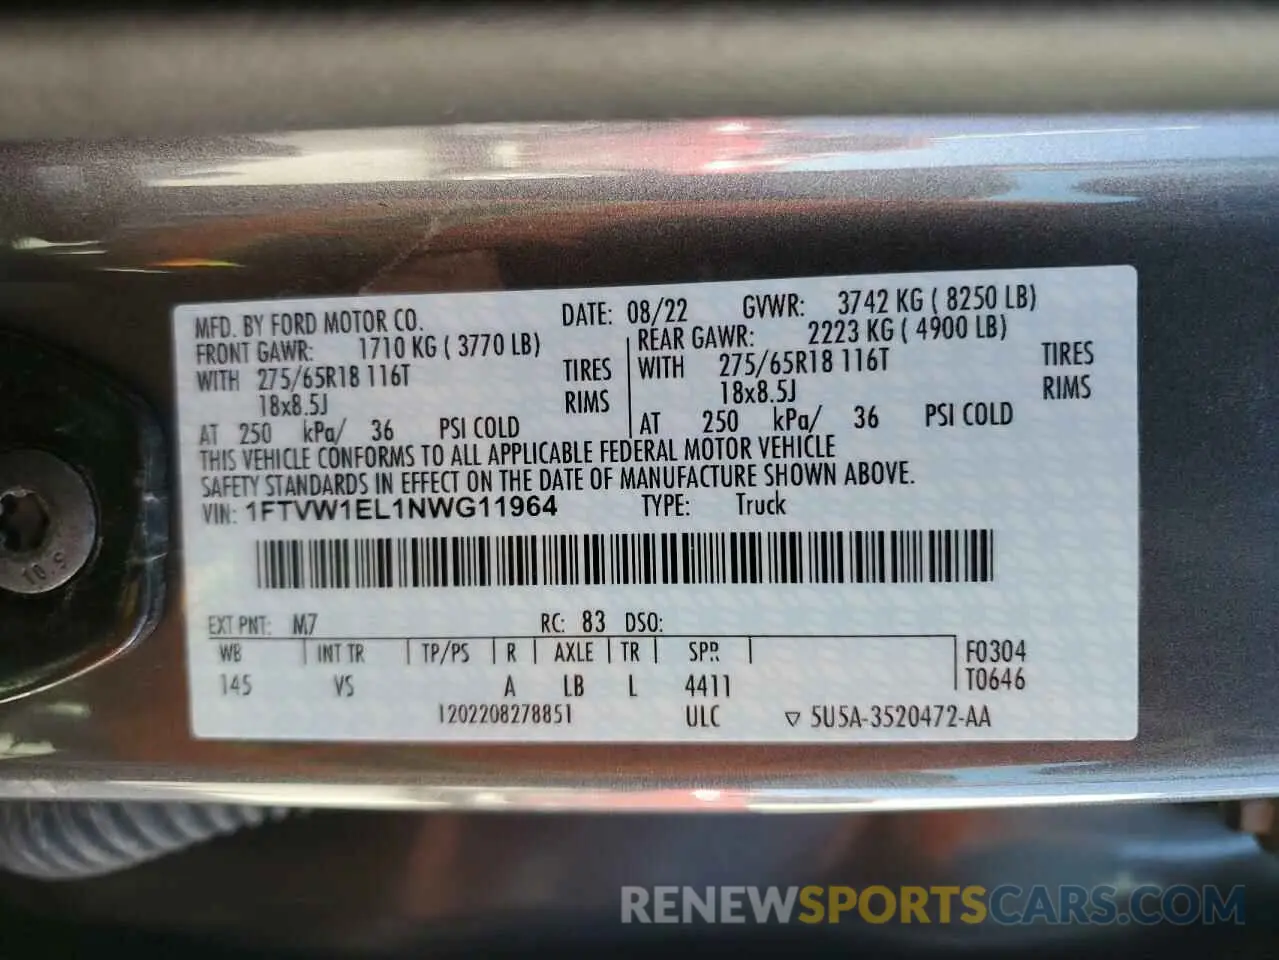 MFD. BY FORD MOTOR CO. DATE: 08/22 GVWR: 3742 KG ( 8250 LB)
FRONT GAWR: 1710 KG ( 3770 LB) REAR GAWR: 2223 KG ( 4900 LB)
WITH 275/65R18 116T TIRES WITH 275/65R18 116T TIRES
18x8.5J RIMS 18x8.5J RIMS
AT 250 kPa/ 36 PSI COLD AT 250 kPa/ 36 PSI COLD
THIS VEHICLE CONFORMS TO ALL APPLICABLE FEDERAL MOTOR VEHICLE
SAFETY STANDARDS IN EFFECT ON THE DATE OF MANUFACTURE SHOWN ABOVE.
VIN: 1FTVW1EL1NWG11964 TYPE: Truck
EXT PNT: M7 RC: 83 DSO:
WB INT TR TP/PS R AXLE TR SPR F0304
145 VS A LB L 4411 T0646
1202208278851 ULC ▽ 5U5A-3520472-AA
10.9
RENEWSPORTSCARS.COM